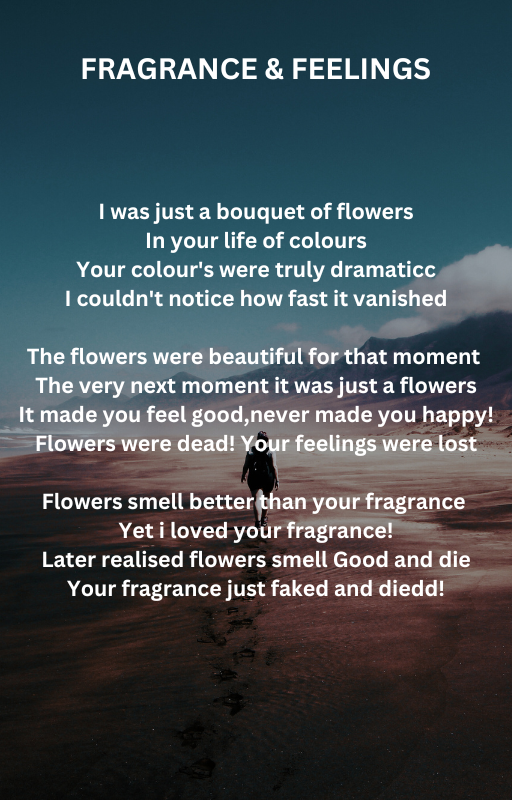 FRAGRANCE & FEELINGS
I was just a bouquet of flowers
In your life of colours
Your colour's were truly dramaticc
I couldn't notice how fast it vanished
The flowers were beautiful for that moment
The very next moment it was just a flowers
It made you feel good,never made you happy!
Flowers were dead! Your feelings were lost
Flowers smell better than your fragrance
Yet i loved your fragrance!
Later realised flowers smell Good and die
Your fragrance just faked and diedd!